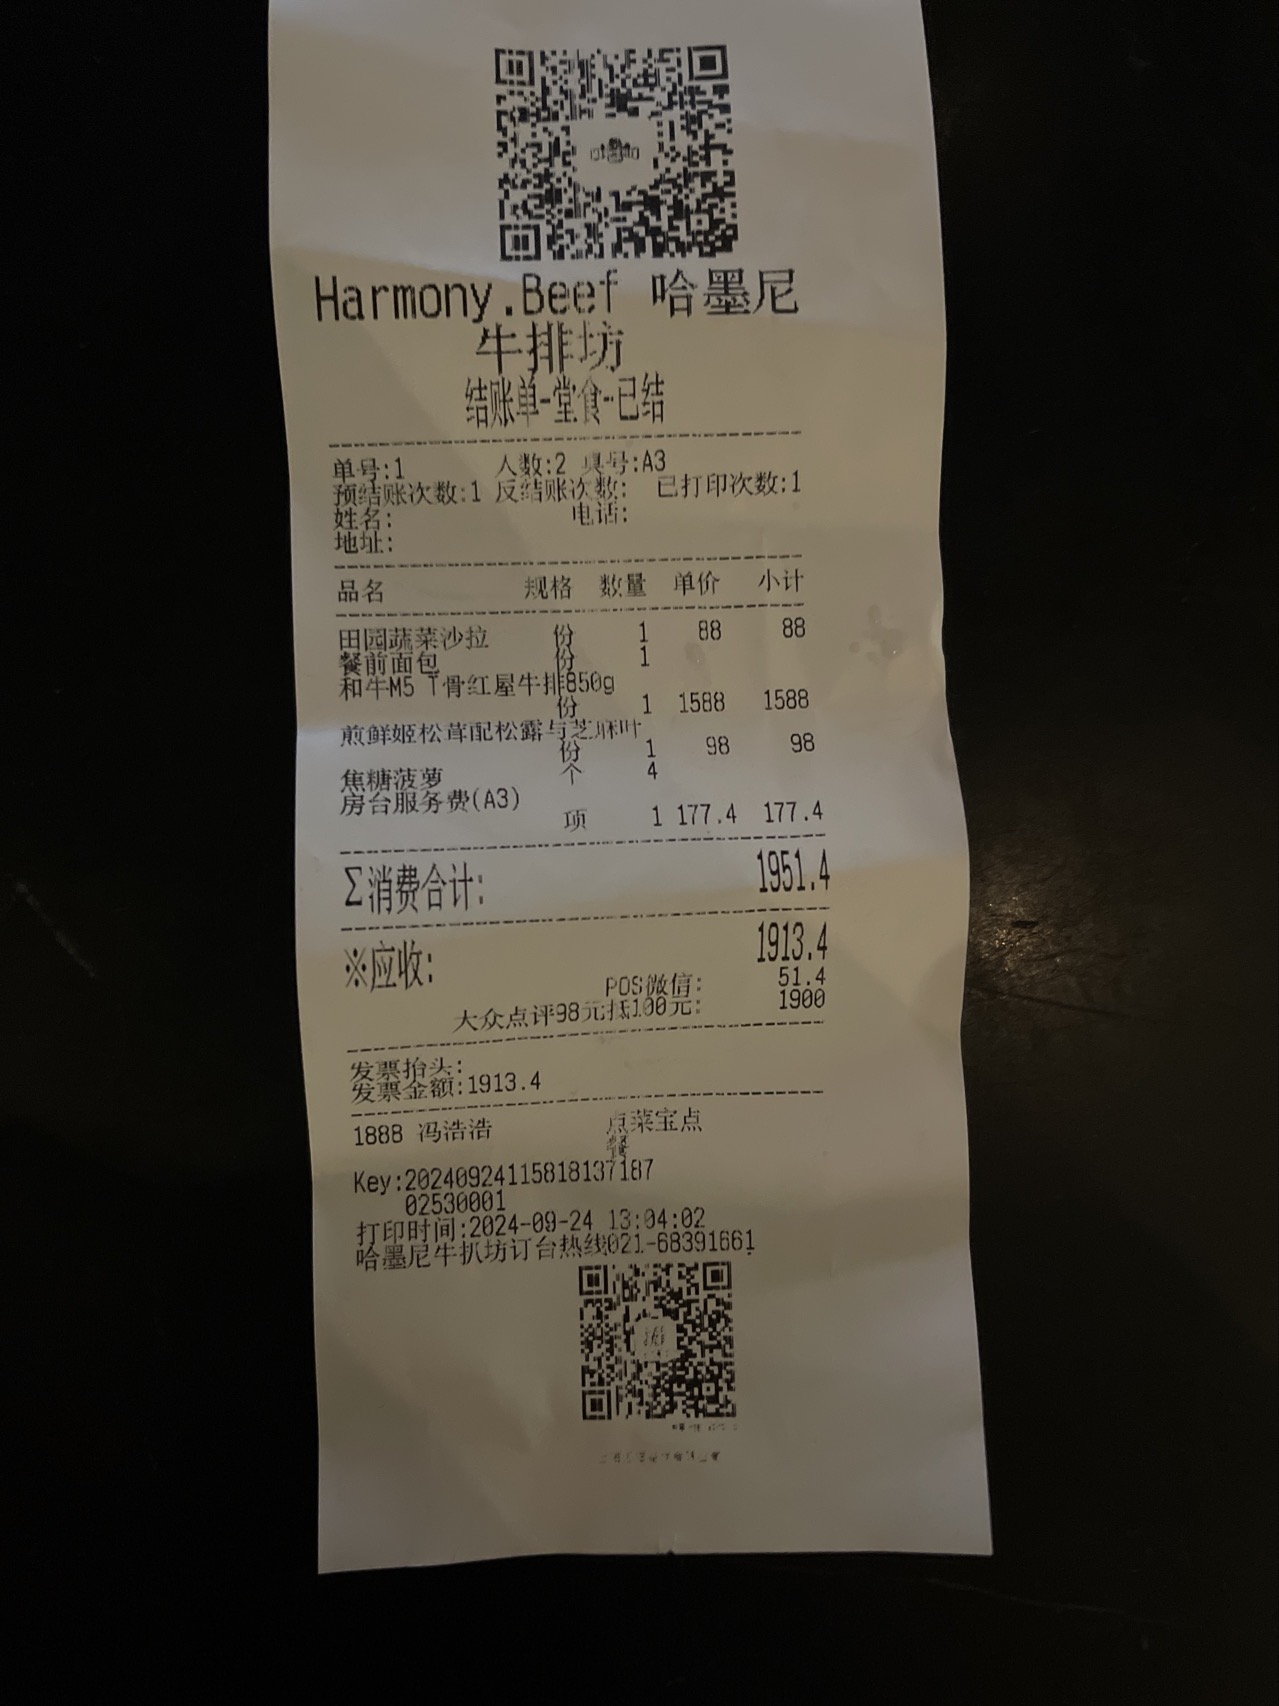 Harmony.Beef 哈墨尼
牛排坊
结账单-堂食-已结
单号:1 人数:2 桌号:A3
预结账次数:1 反结账次数: 已打印次数:1
姓名: 电话:
地址:
品名 规格 数量 单价 小计
田园蔬菜沙拉 份 1 88 88
餐前面包 份 1
和牛M5 T骨红屋牛排850g
份 1 1588 1588
煎鲜姬松茸配松露与芝麻叶
份 1 98 98
焦糖菠萝 个 4
房台服务费(A3)
项 1 177.4 177.4
Σ消费合计: 1951.4
※应收: 1913.4
POS微信: 51.4
大众点评98元抵100元: 1900
发票抬头:
发票金额:1913.4
1888 冯浩浩 点菜宝点
餐
Key:20240924115818137187
02530001
打印时间:2024-09-24 13:04:02
哈墨尼牛扒坊订台热线021-68391661